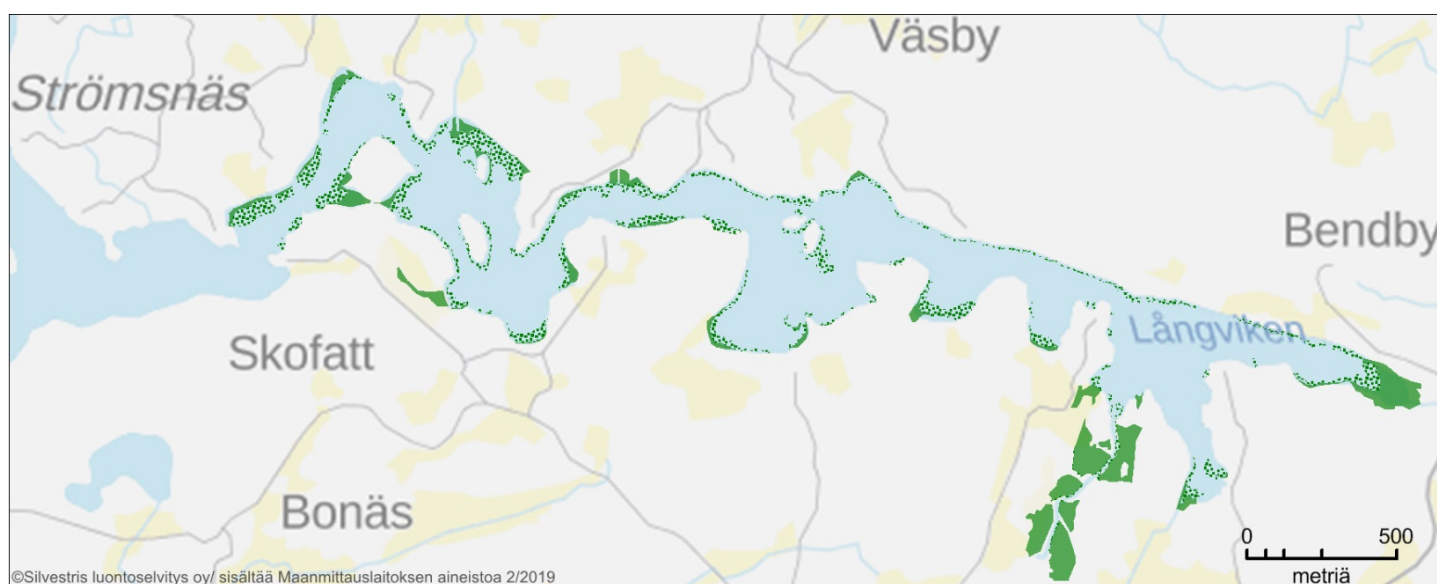 Väsby
Strömsnäs
Bendby
Långviken
Skofatt
Bonäs
0 500
metriä
©Silvestris luontoselvitys oy/ sisältää Maanmittauslaitoksen aineistoa 2/2019